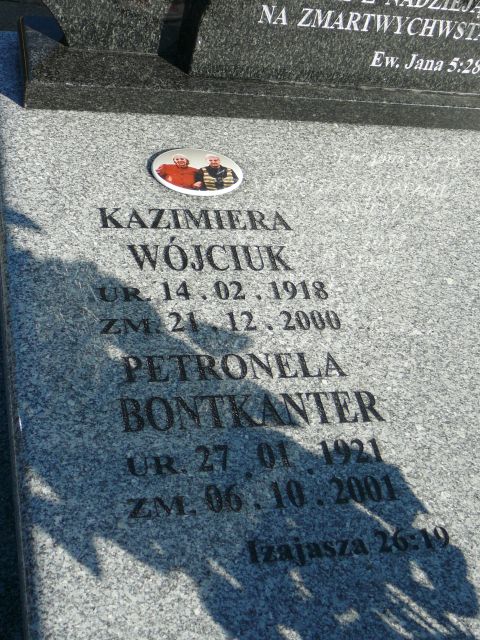 Z NADZIEJĄ
NA ZMARTWYCHWSTA
Ew. Jana 5:28
KAZIMIERA
WÓJCIUK
UR. 14.02.1918
ZM. 21.12.2000
PETRONELA
BONTKANTER
UR. 27.01.1921
ZM. 06.10.2001
Izajasza 26:19